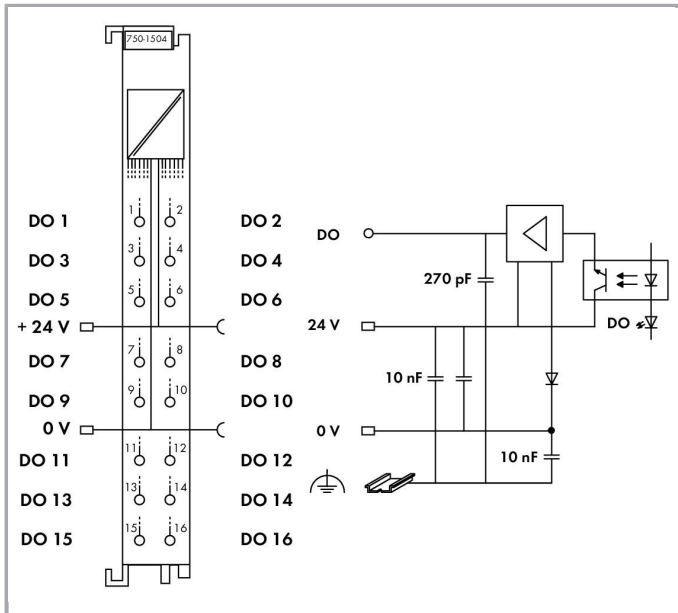 750-1504
1 2
DO 1 DO 2
3 4
DO 3 DO 4
5 6
DO 5 DO 6
+ 24 V
7 8
DO 7 DO 8
9 10
DO 9 DO 10
0 V
11 12
DO 11 DO 12
13 14
DO 13 DO 14
15 16
DO 15 DO 16
DO
270 pF
24 V
DO
10 nF
0 V
10 nF